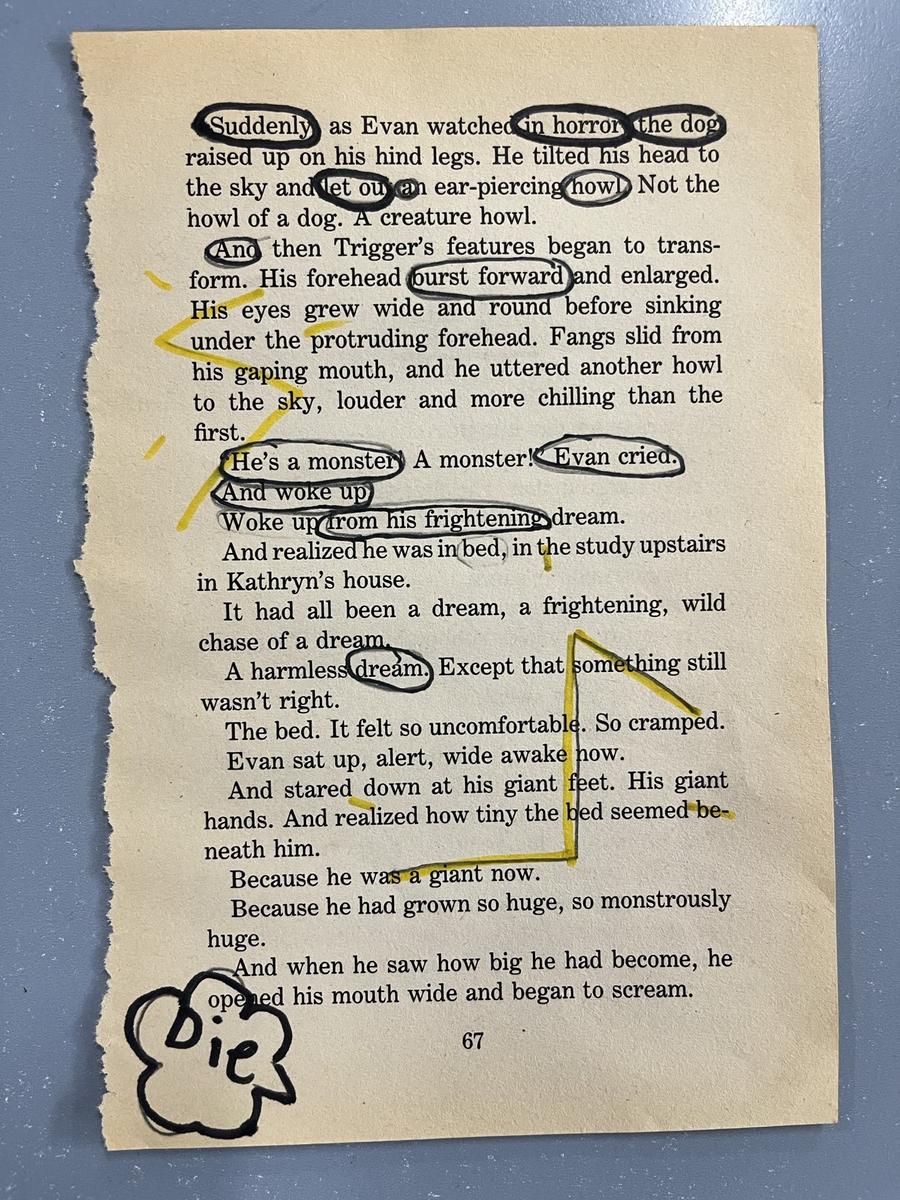 Suddenly, as Evan watched in horror, the dog
raised up on his hind legs. He tilted his head to
the sky and let out an ear-piercing howl. Not the
howl of a dog. A creature howl.
And then Trigger's features began to trans-
form. His forehead burst forward and enlarged.
His eyes grew wide and round before sinking
under the protruding forehead. Fangs slid from
his gaping mouth, and he uttered another howl
to the sky, louder and more chilling than the
first.
"He's a monster! A monster!" Evan cried.
And woke up.
Woke up from his frightening dream.
And realized he was in bed, in the study upstairs
in Kathryn's house.
It had all been a dream, a frightening, wild
chase of a dream.
A harmless dream. Except that something still
wasn't right.
The bed. It felt so uncomfortable. So cramped.
Evan sat up, alert, wide awake now.
And stared down at his giant feet. His giant
hands. And realized how tiny the bed seemed be-
neath him.
Because he was a giant now.
Because he had grown so huge, so monstrously
huge.
And when he saw how big he had become, he
opened his mouth wide and began to scream.
67
Die